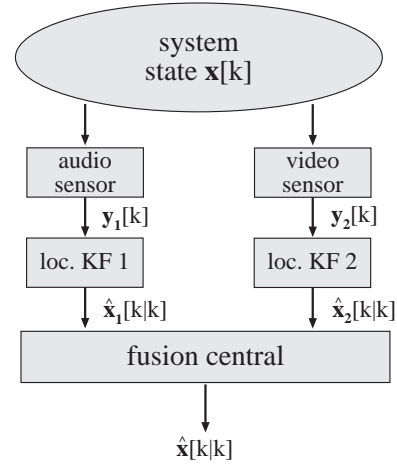 system
state x[k]
audio
sensor
video
sensor
y₁[k]
y₂[k]
loc. KF 1
loc. KF 2
x̂₁[k|k]
x̂₂[k|k]
fusion central
x̂[k|k]